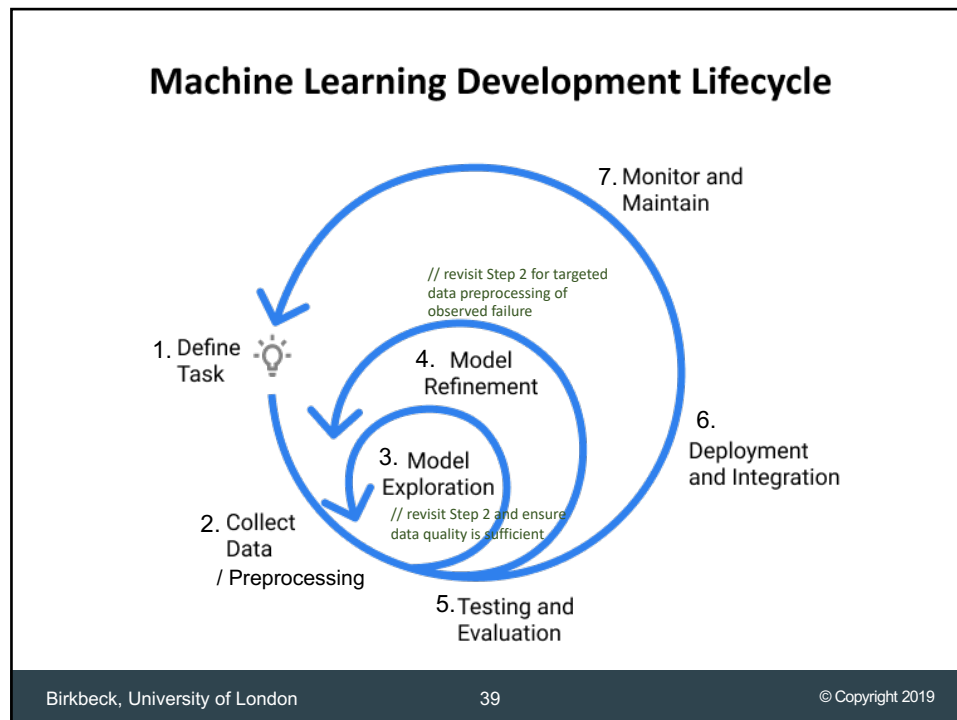 Machine Learning Development Lifecycle
7. Monitor and
Maintain
// revisit Step 2 for targeted
data preprocessing of
observed failure
1. Define
Task
4. Model
Refinement
6.
Deployment
and Integration
3. Model
Exploration
// revisit Step 2 and ensure
data quality is sufficient
2. Collect
Data
/ Preprocessing
5. Testing and
Evaluation
Birkbeck, University of London
39
© Copyright 2019